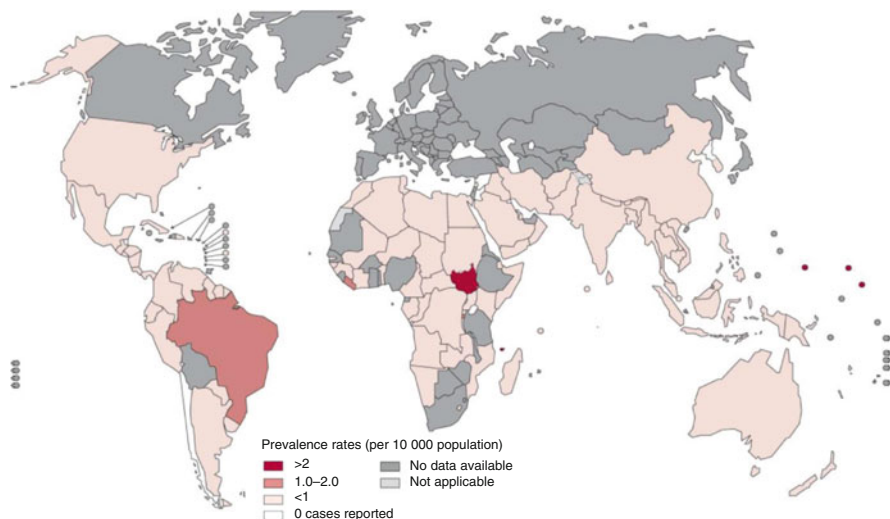 Prevalence rates (per 10 000 population)
>2
1.0–2.0
<1
0 cases reported
No data available
Not applicable